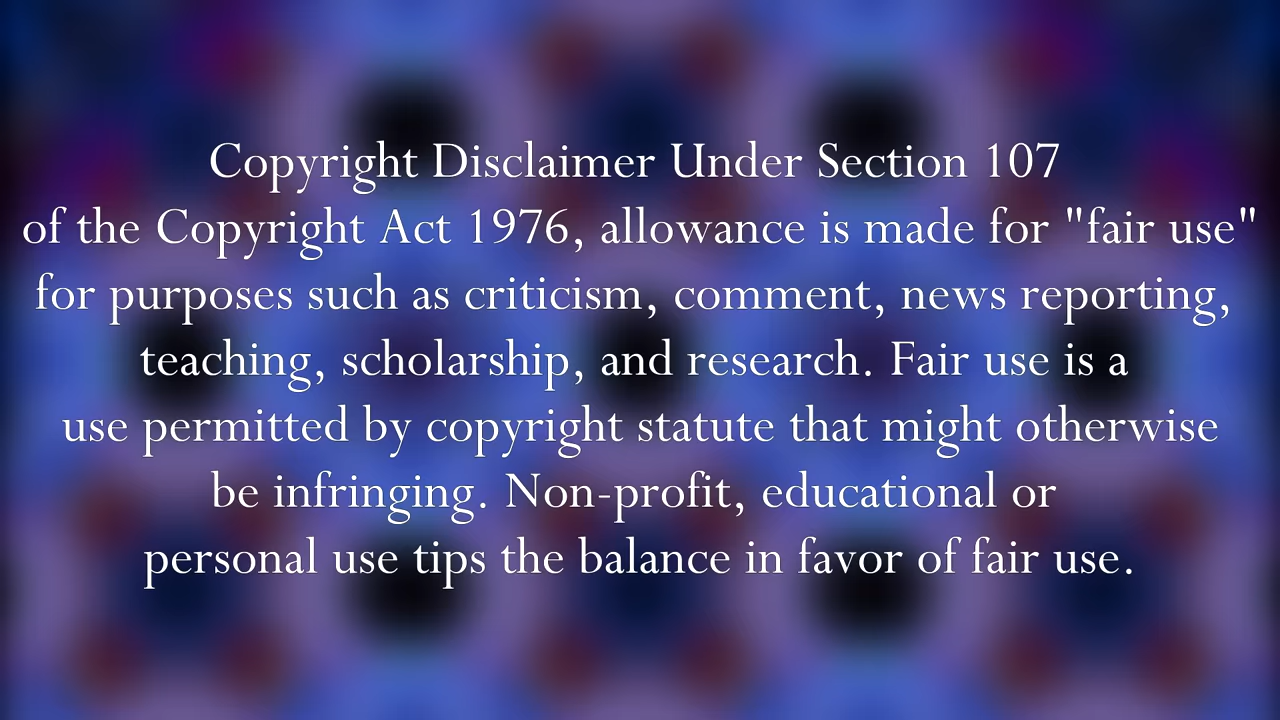 Copyright Disclaimer Under Section 107
of the Copyright Act 1976, allowance is made for "fair use"
for purposes such as criticism, comment, news reporting,
teaching, scholarship, and research. Fair use is a
use permitted by copyright statute that might otherwise
be infringing. Non-profit, educational or
personal use tips the balance in favor of fair use.